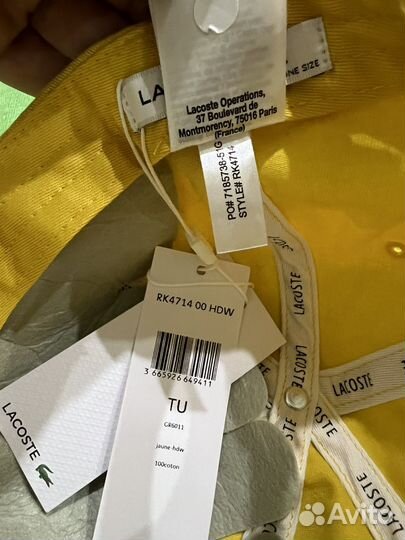 LA
ONE SIZE
Lacoste Operations,
37 Boulevard de
Montmorency, 75016 Paris
(France)
PO# 7185738-51G
STYLE# RK4714
LACOSTE
LACOSTE
LACOSTE
LACOSTE
RK4714 00 HDW
3 665926 649411
TU
GR6011
jaune-hdw
100coton
LACOSTE
Avito